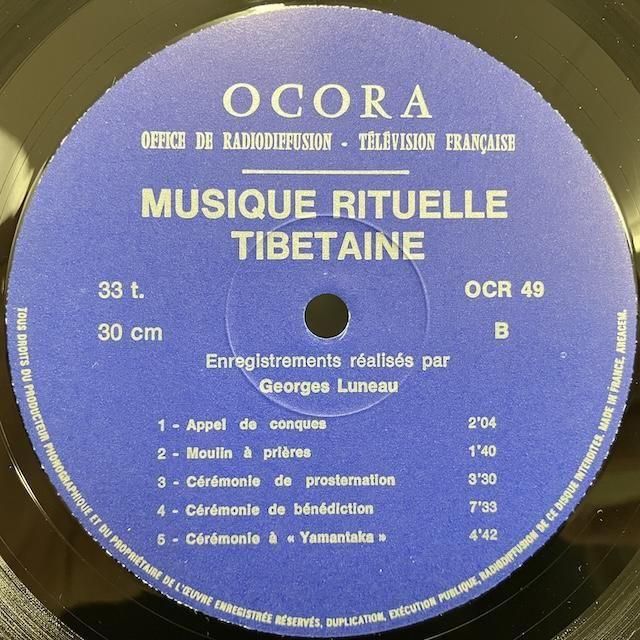 OCORA
OFFICE DE RADIODIFFUSION - TÉLÉVISION FRANÇAISE
MUSIQUE RITUELLE
TIBETAINE
33 t.
OCR 49
30 cm
B
Enregistrements réalisés par
Georges Luneau
1 - Appel de conques 2'04
2 - Moulin à prières 1'40
3 - Cérémonie de prosternation 3'30
4 - Cérémonie de bénédiction 7'33
5 - Cérémonie à « Yamantaka » 4'42
TOUS DROITS DU PRODUCTEUR PHONOGRAPHIQUE ET DU PROPRIÉTAIRE DE L'ŒUVRE ENREGISTRÉE RÉSERVÉS, DUPLICATION, EXÉCUTION PUBLIQUE, RADIODIFFUSION DE CE DISQUE INTERDITES. MADE IN FRANCE. AREACEM.